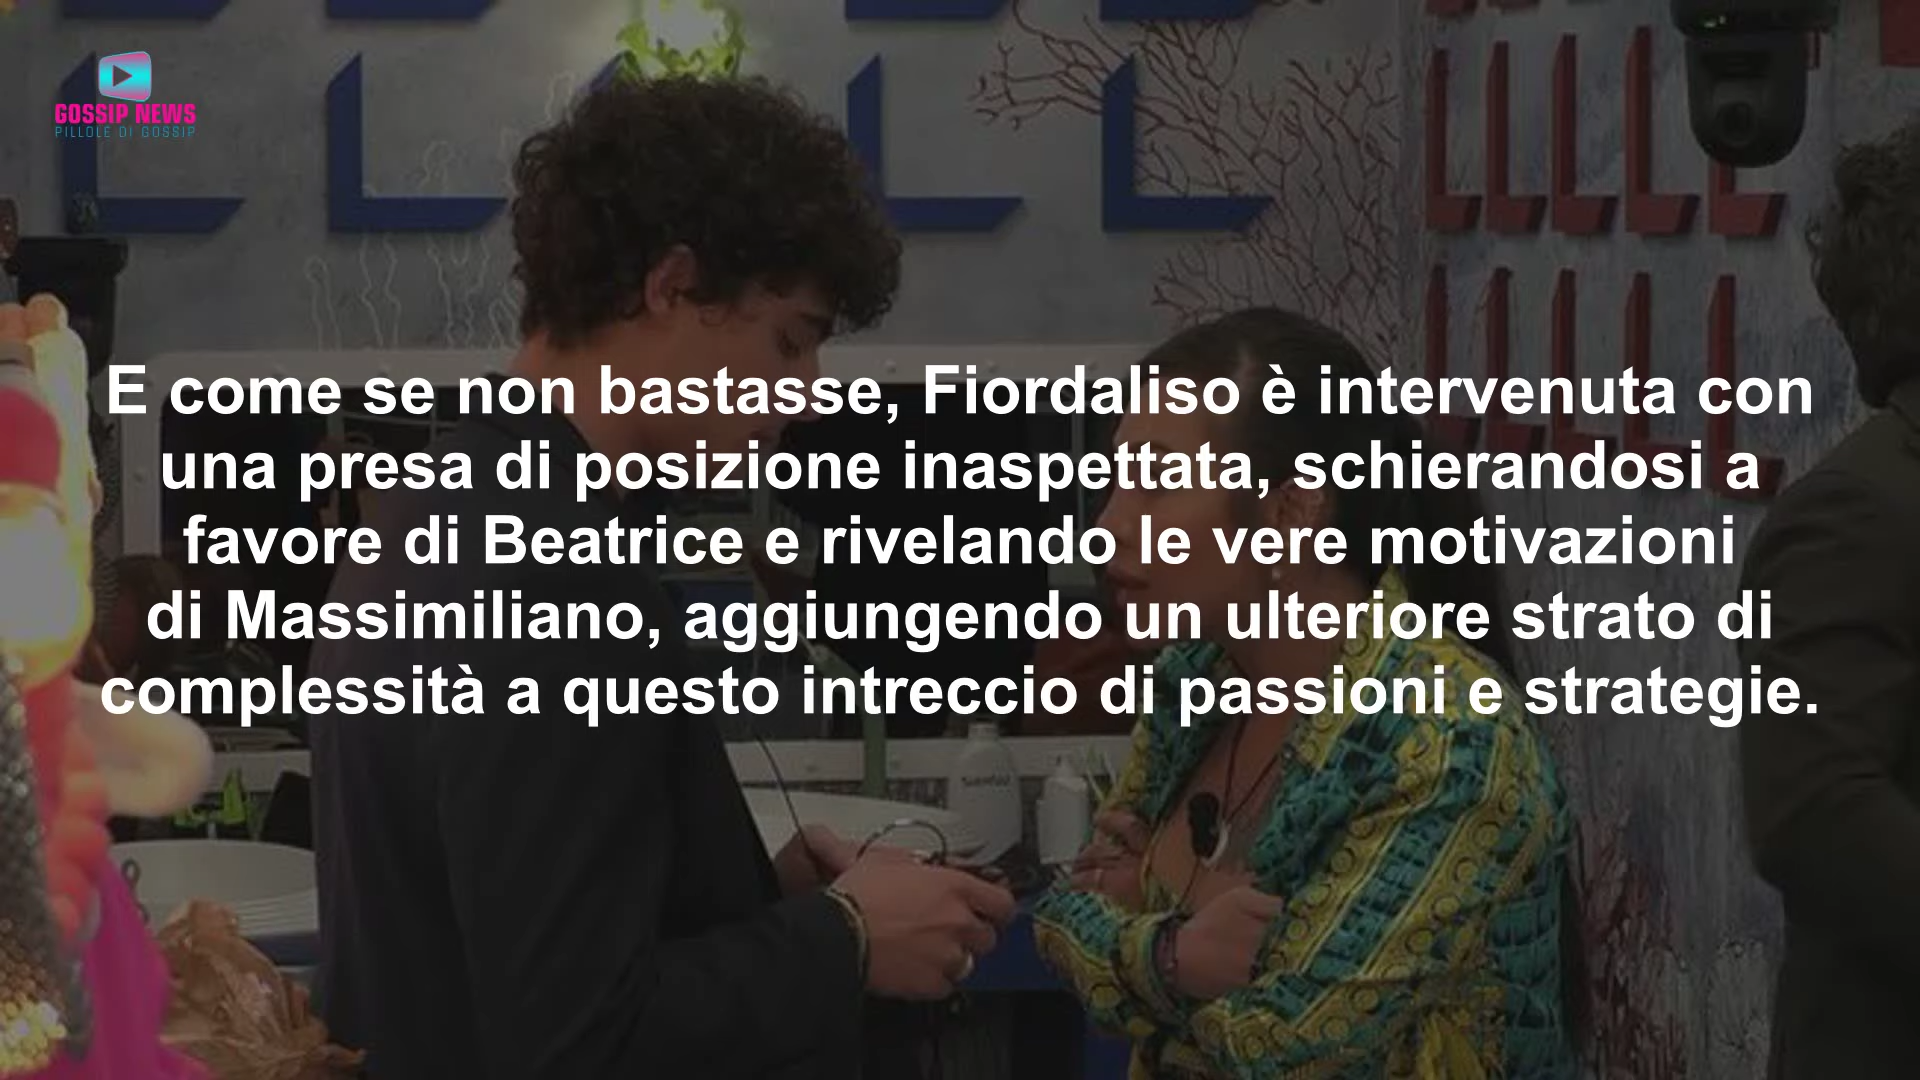 GOSSIP NEWS
PILLOLE DI GOSSIP
E come se non bastasse, Fiordaliso è intervenuta con
una presa di posizione inaspettata, schierandosi a
favore di Beatrice e rivelando le vere motivazioni
di Massimiliano, aggiungendo un ulteriore strato di
complessità a questo intreccio di passioni e strategie.